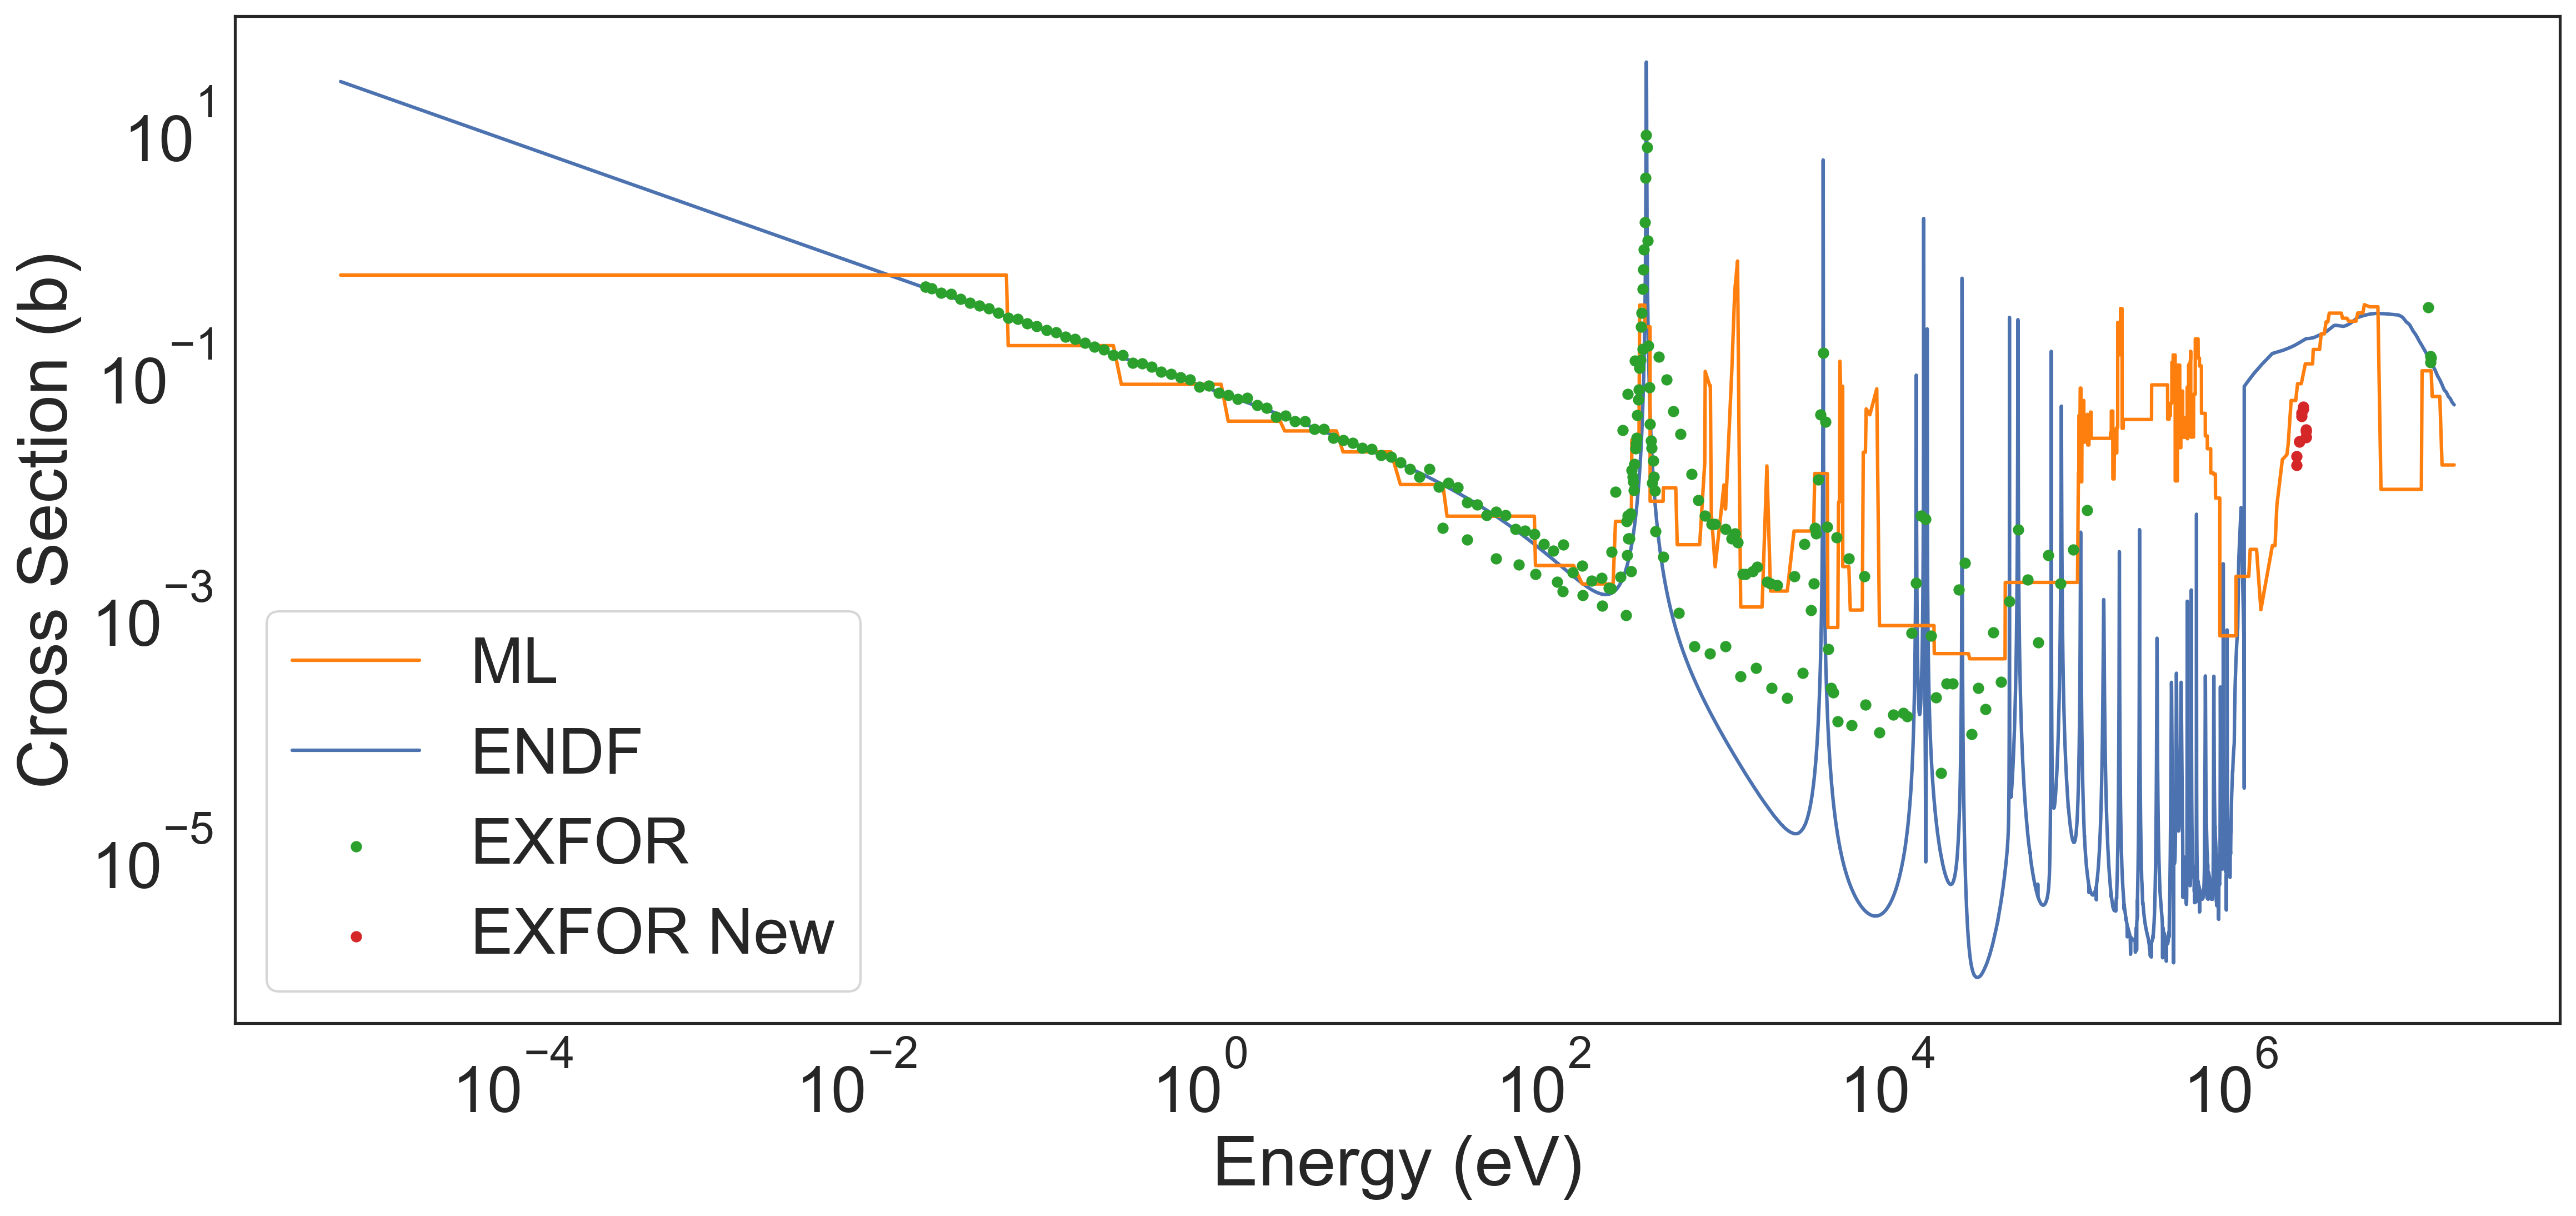 Cross Section (b)
10^1
10^−1
10^−3
10^−5
ML
ENDF
EXFOR
EXFOR New
10^−4
10^−2
10^0
10^2
10^4
10^6
Energy (eV)